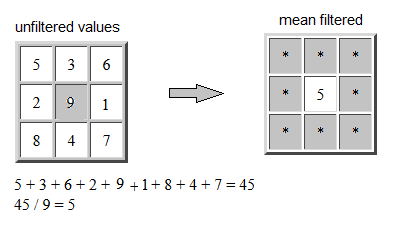 unfiltered values
5 3 6
2 9 1
8 4 7
mean filtered
* * *
* 5 *
* * *
5 + 3 + 6 + 2 + 9 + 1 + 8 + 4 + 7 = 45
45 / 9 = 5